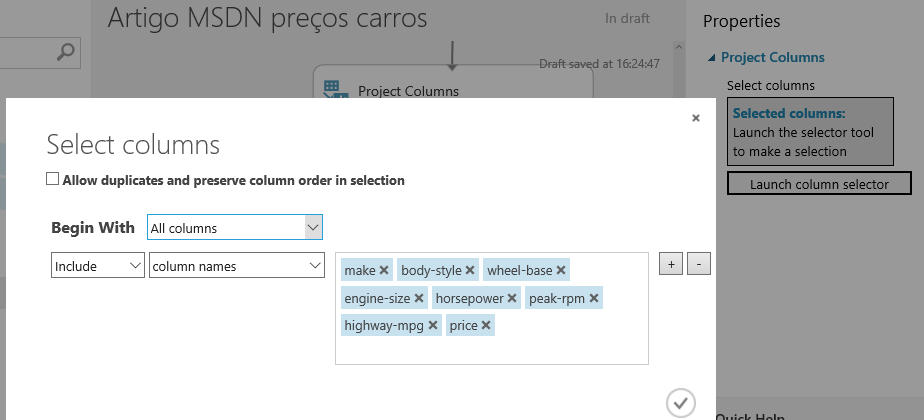 Artigo MSDN preços carros
In draft
Draft saved at 16:24:47
Project Columns
Properties
Project Columns
Select columns
Selected columns:
Launch the selector tool
to make a selection
Launch column selector
Select columns
Allow duplicates and preserve column order in selection
Begin With All columns
Include column names
make body-style wheel-base
engine-size horsepower peak-rpm
highway-mpg price
+ -
Quick Help